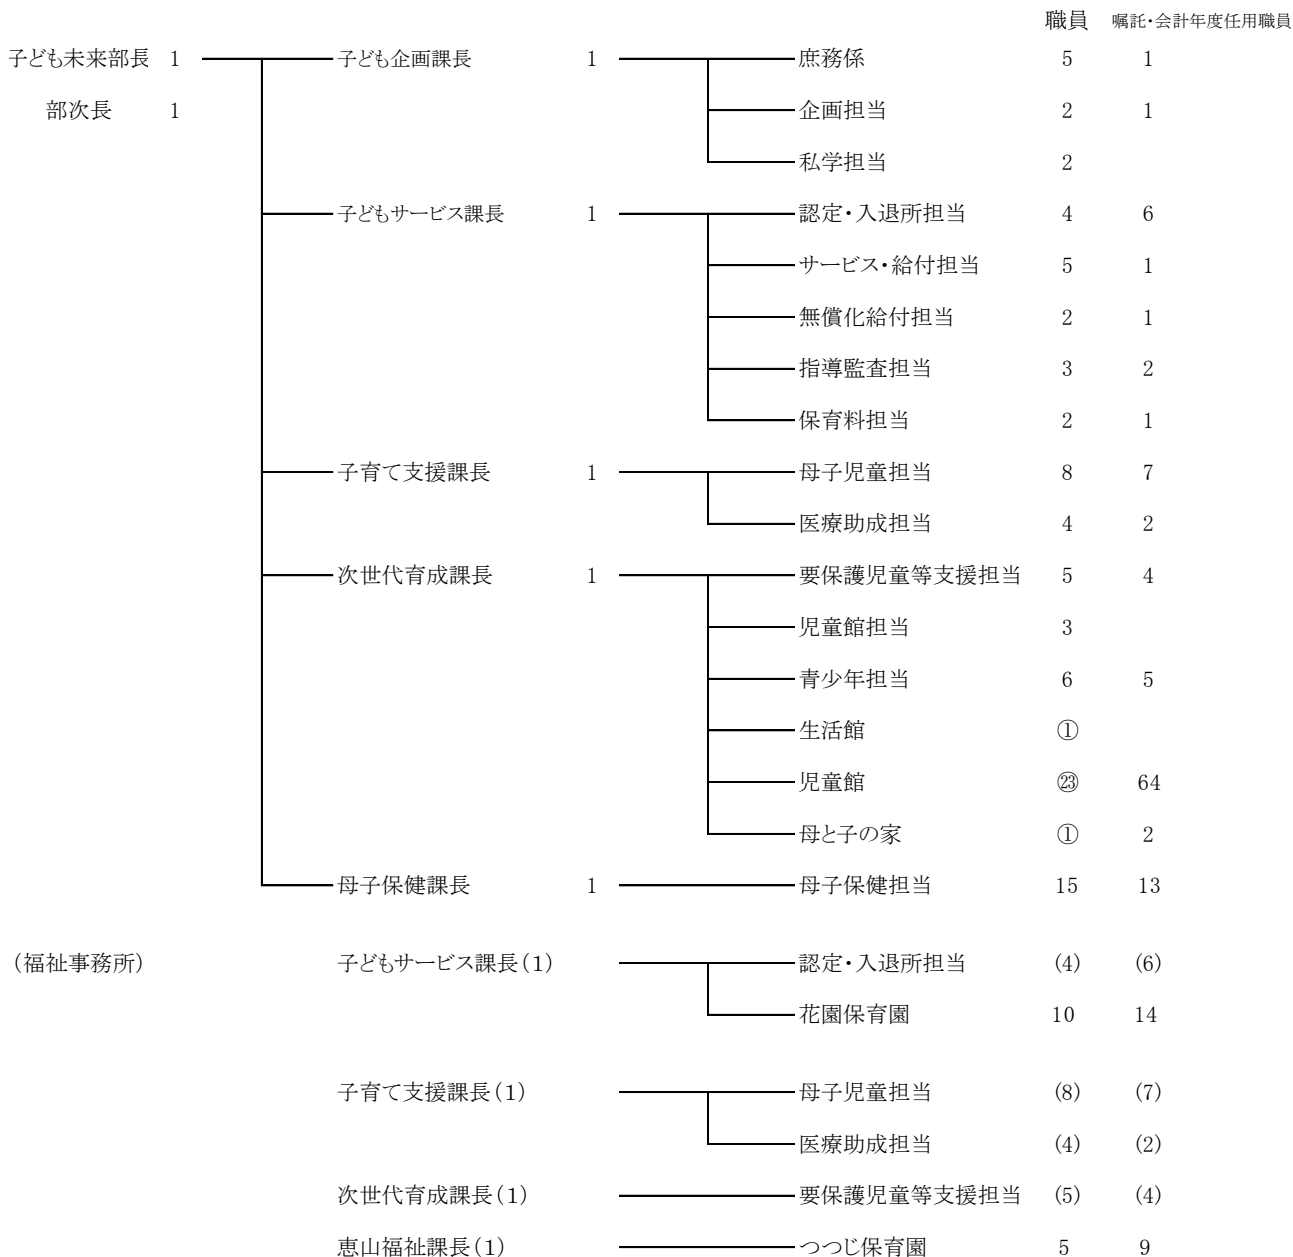 職員 嘱託・会計年度任用職員
子ども未来部長 1 子ども企画課長 1 庶務係 5 1
部次長 1 企画担当 2 1
私学担当 2
子どもサービス課長 1 認定・入退所担当 4 6
サービス・給付担当 5 1
無償化給付担当 2 1
指導監査担当 3 2
保育料担当 2 1
子育て支援課長 1 母子児童担当 8 7
医療助成担当 4 2
次世代育成課長 1 要保護児童等支援担当 5 4
児童館担当 3
青少年担当 6 5
生活館 ①
児童館 ㉓ 64
母と子の家 ① 2
母子保健課長 1 母子保健担当 15 13
(福祉事務所) 子どもサービス課長(1) 認定・入退所担当 (4) (6)
花園保育園 10 14
子育て支援課長(1) 母子児童担当 (8) (7)
医療助成担当 (4) (2)
次世代育成課長(1) 要保護児童等支援担当 (5) (4)
恵山福祉課長(1) つつじ保育園 5 9